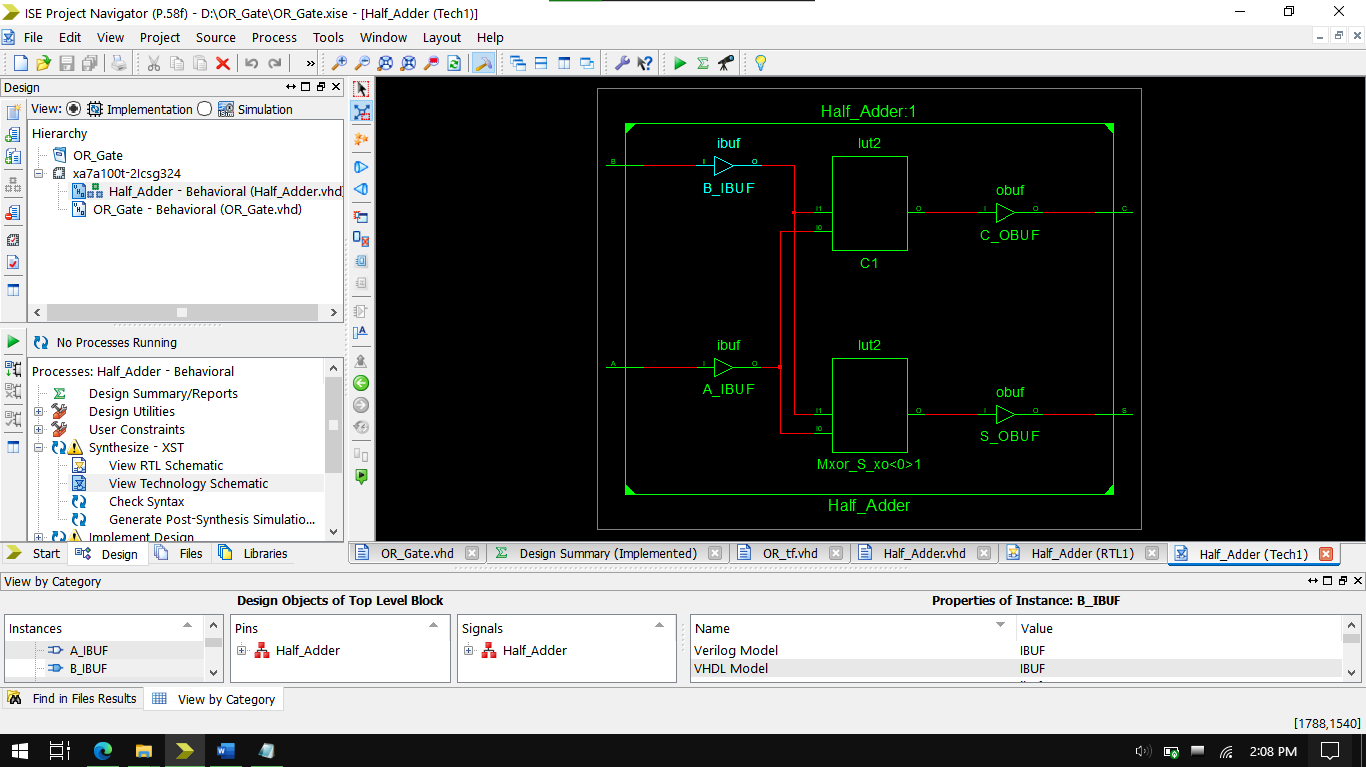 ISE Project Navigator (P.58f) - D:\OR_Gate\OR_Gate.xise - [Half_Adder (Tech1)]
File Edit View Project Source Process Tools Window Layout Help
Design
View: Implementation Simulation
Hierarchy
OR_Gate
xa7a100t-2Icsg324
Half_Adder - Behavioral (Half_Adder.vhd)
OR_Gate - Behavioral (OR_Gate.vhd)
No Processes Running
Processes: Half_Adder - Behavioral
Design Summary/Reports
Design Utilities
User Constraints
Synthesize - XST
View RTL Schematic
View Technology Schematic
Check Syntax
Generate Post-Synthesis Simulatio...
Implement Design
Start Design Files Libraries
Half_Adder:1
ibuf lut2
B I O
B_IBUF
obuf
I1 O I O C
I0
C_OBUF
C1
ibuf lut2
A I O
A_IBUF
obuf
I1 O I O S
I0
S_OBUF
Mxor_S_xo<0>1
Half_Adder
OR_Gate.vhd Design Summary (Implemented) OR_tf.vhd Half_Adder.vhd Half_Adder (RTL1) Half_Adder (Tech1)
View by Category
Design Objects of Top Level Block Properties of Instance: B_IBUF
Instances Pins Signals Name Value
A_IBUF Half_Adder Half_Adder Verilog Model IBUF
B_IBUF VHDL Model IBUF
Find in Files Results View by Category
[1788,1540]
2:08 PM